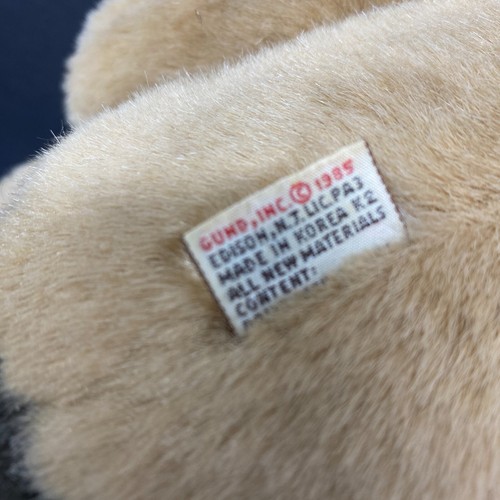 GUND, INC. © 1985
EDISON, N.J. LIC. PA3
MADE IN KOREA K2
ALL NEW MATERIALS
CONTENT: